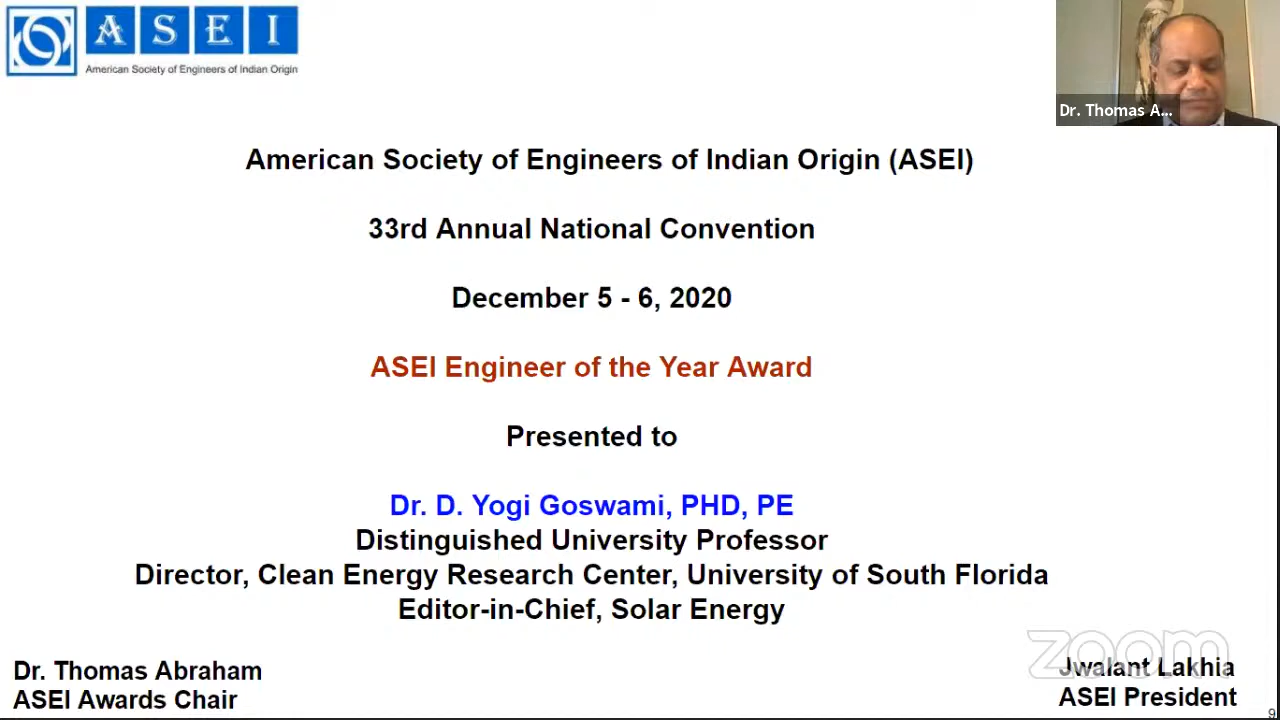 A S E I
American Society of Engineers of Indian Origin
Dr. Thomas A...
American Society of Engineers of Indian Origin (ASEI)
33rd Annual National Convention
December 5 - 6, 2020
ASEI Engineer of the Year Award
Presented to
Dr. D. Yogi Goswami, PHD, PE
Distinguished University Professor
Director, Clean Energy Research Center, University of South Florida
Editor-in-Chief, Solar Energy
zoom
Dr. Thomas Abraham
ASEI Awards Chair
Jwalant Lakhia
ASEI President
9